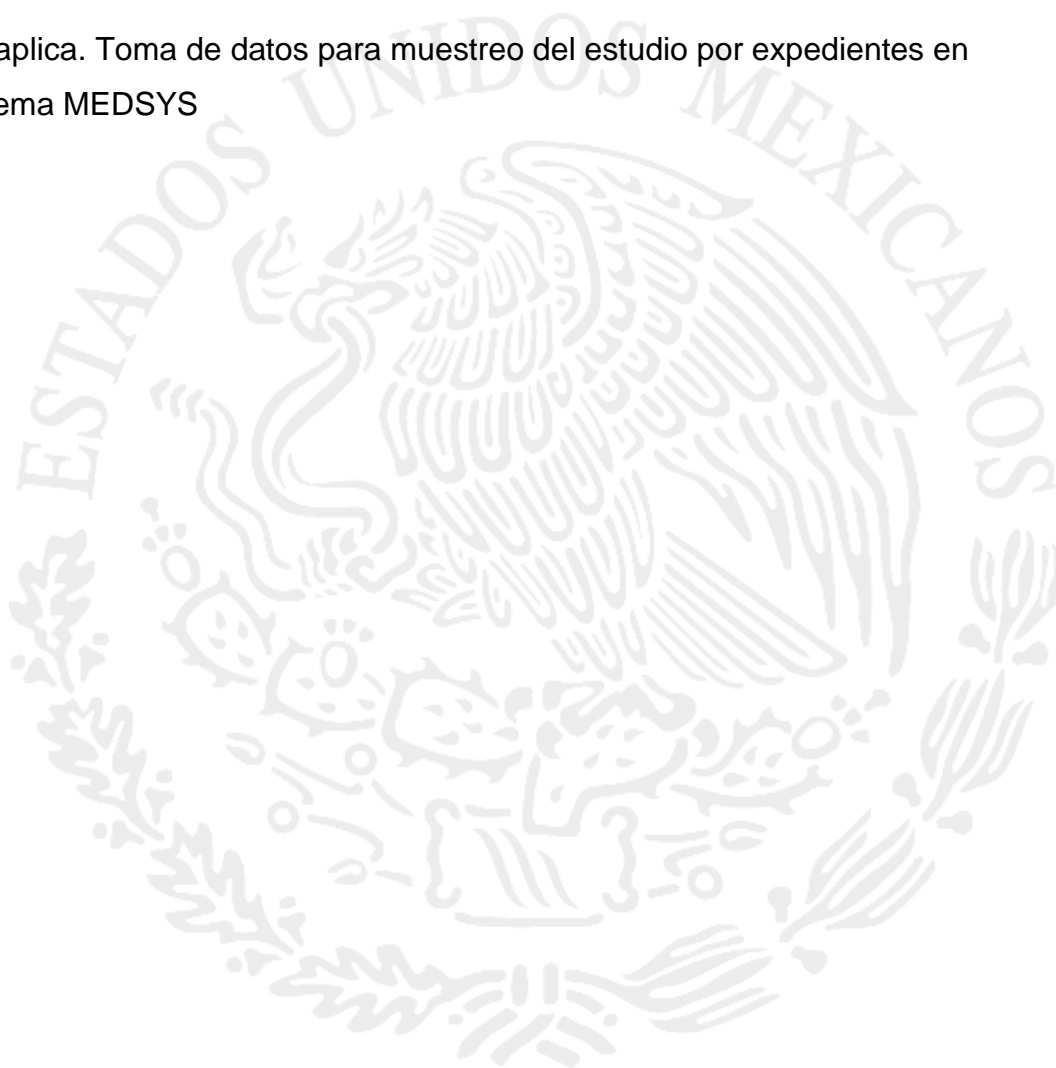 aplica. Toma de datos para muestreo del estudio por expedientes en
ema MEDSYS
ESTADOS UNIDOS MEXICANOS